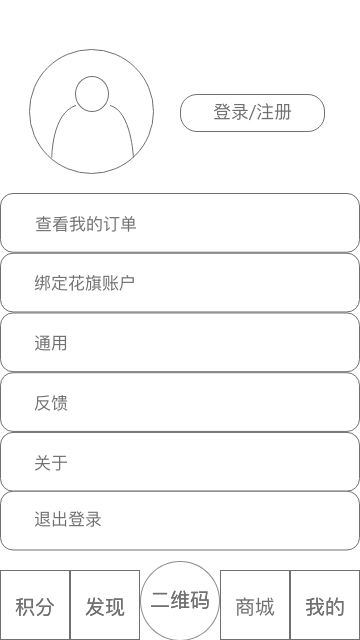 登录/注册
查看我的订单
绑定花旗账户
通用
反馈
关于
退出登录
积分
发现
二维码
商城
我的